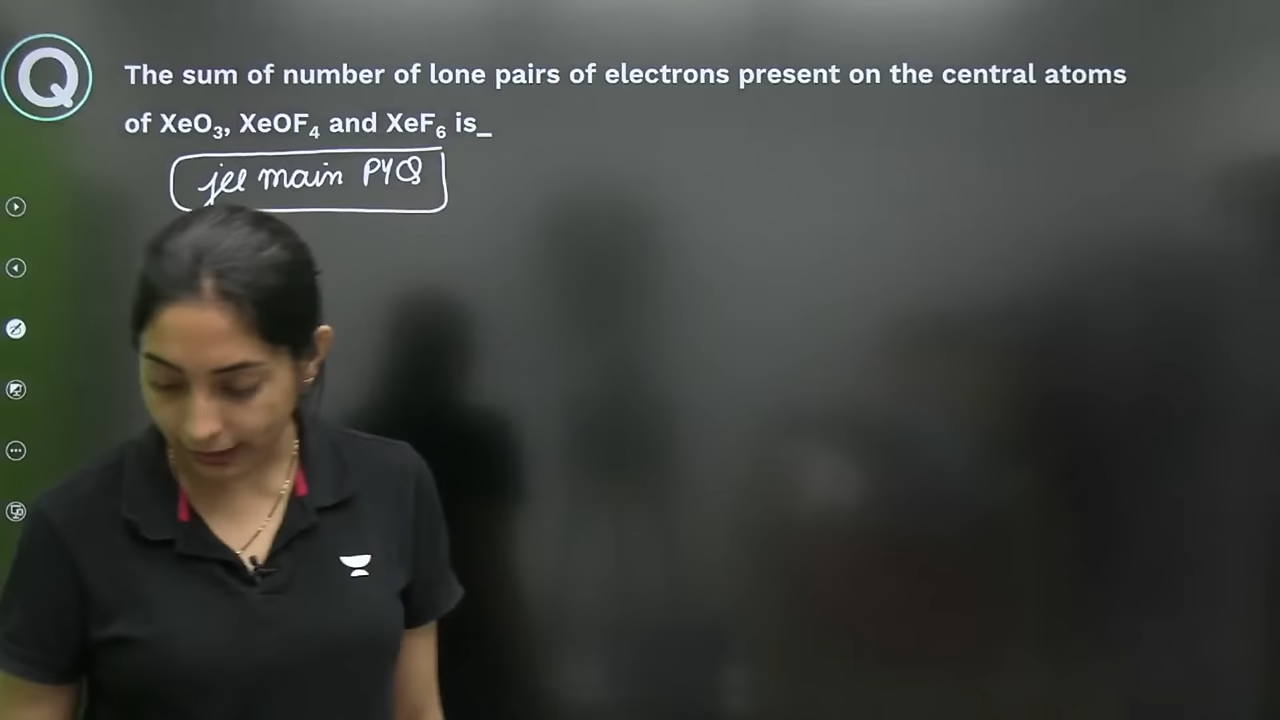 Q
The sum of number of lone pairs of electrons present on the central atoms
of XeO₃, XeOF₄ and XeF₆ is_
jee main PYQ